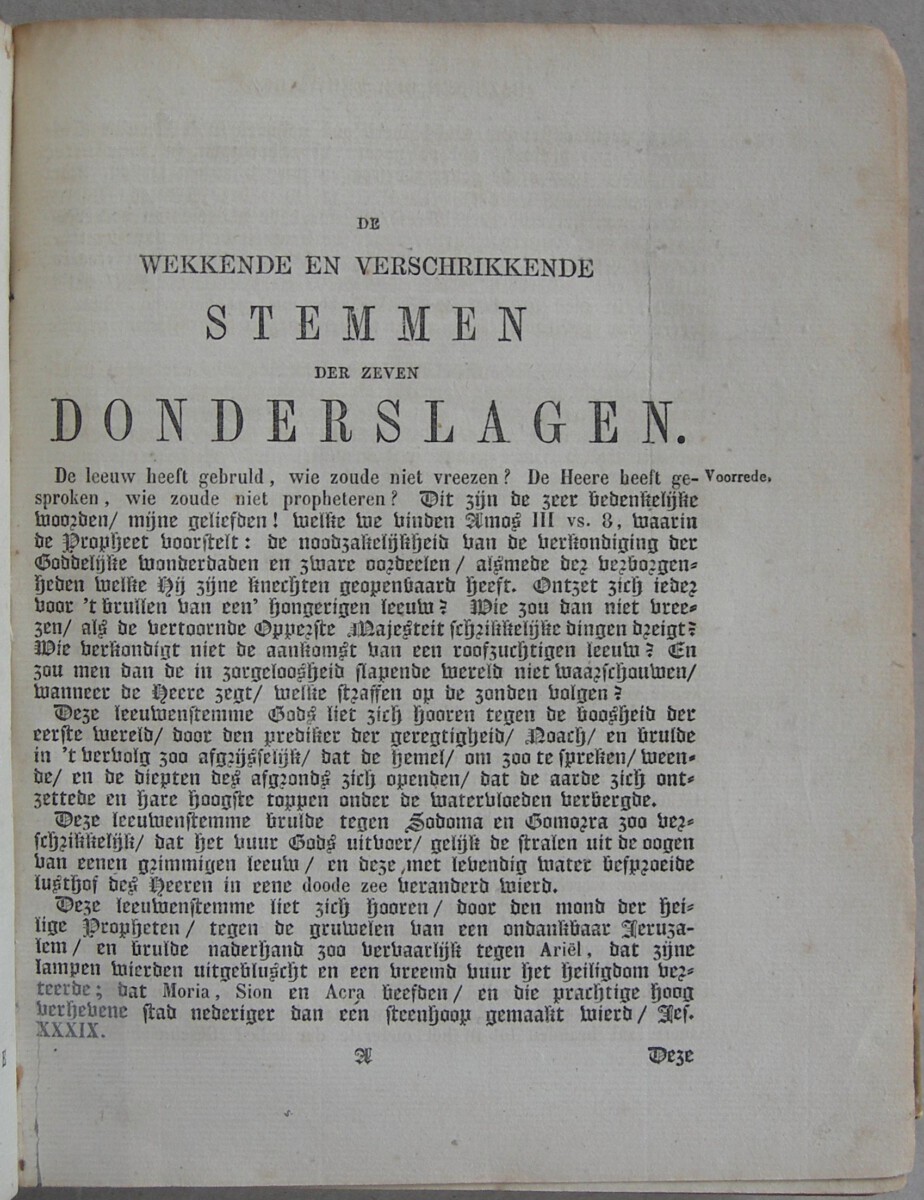 DE
WEKKENDE EN VERSCHRIKKENDE
STEMMEN
DER ZEVEN
DONDERSLAGEN.
De leeuw heeft gebruld, wie zoude niet vreezen? De Heere heeft ge- Voorrede.
sproken, wie zoude niet propheteren? Dit zijn de zeer bedenkelijke
woorden/ mijne geliefden! welke we vinden Amos III vs. 8, waarin
de Propheet voorstelt: de noodzakelijkheid van de verkondiging der
Goddelijke wonderdaden en zware oordeelen/ alsmede der verborgen-
heden welke Hij zijne knechten geopenbaard heeft. Ontzet zich ieder
voor 't brullen van een' hongerigen leeuw? Wie zou dan niet vree-
zen/ als de vertoornde Opperste Majesteit schrikkelijke dingen dreigt?
Wie verkondigt niet de aankomst van een roofzuchtigen leeuw? En
zou men dan de in zorgeloosheid slapende wereld niet waarschouwen/
wanneer de Heere zegt/ welke straffen op de zonden volgen?
Deze leeuwenstemme Gods liet zich hooren tegen de boosheid der
eerste wereld/ door den prediker der geregtigheid/ Noach/ en brulde
in 't vervolg zoo afgrijsselijk/ dat de hemel/ om zoo te spreken/ ween-
de/ en de diepten des afgronds zich openden/ dat de aarde zich ont-
zettede en hare hoogste toppen onder de watervloeden verbergde.
Deze leeuwenstemme brulde tegen Sodoma en Gomorra zoo ver-
schrikkelijk/ dat het vuur Gods uitvoer/ gelijk de stralen uit de oogen
van eenen grimmigen leeuw/ en deze met levendig water besproeide
lusthof des Heeren in eene doode zee veranderd wierd.
Deze leeuwenstemme liet zich hooren/ door den mond der hei-
lige Propheten/ tegen de gruwelen van een ondankbaar Jeruza-
lem/ en brulde naderhand zoo vervaarlijk tegen Ariël, dat zijne
lampen wierden uitgebluscht en een vreemd vuur het heiligdom ver-
teerde; dat Moria, Sion en Acra beefden/ en die prachtige hoog
verhevene stad nederiger dan een steenhoop gemaakt wierd/ Jes.
XXXIX.
A Deze